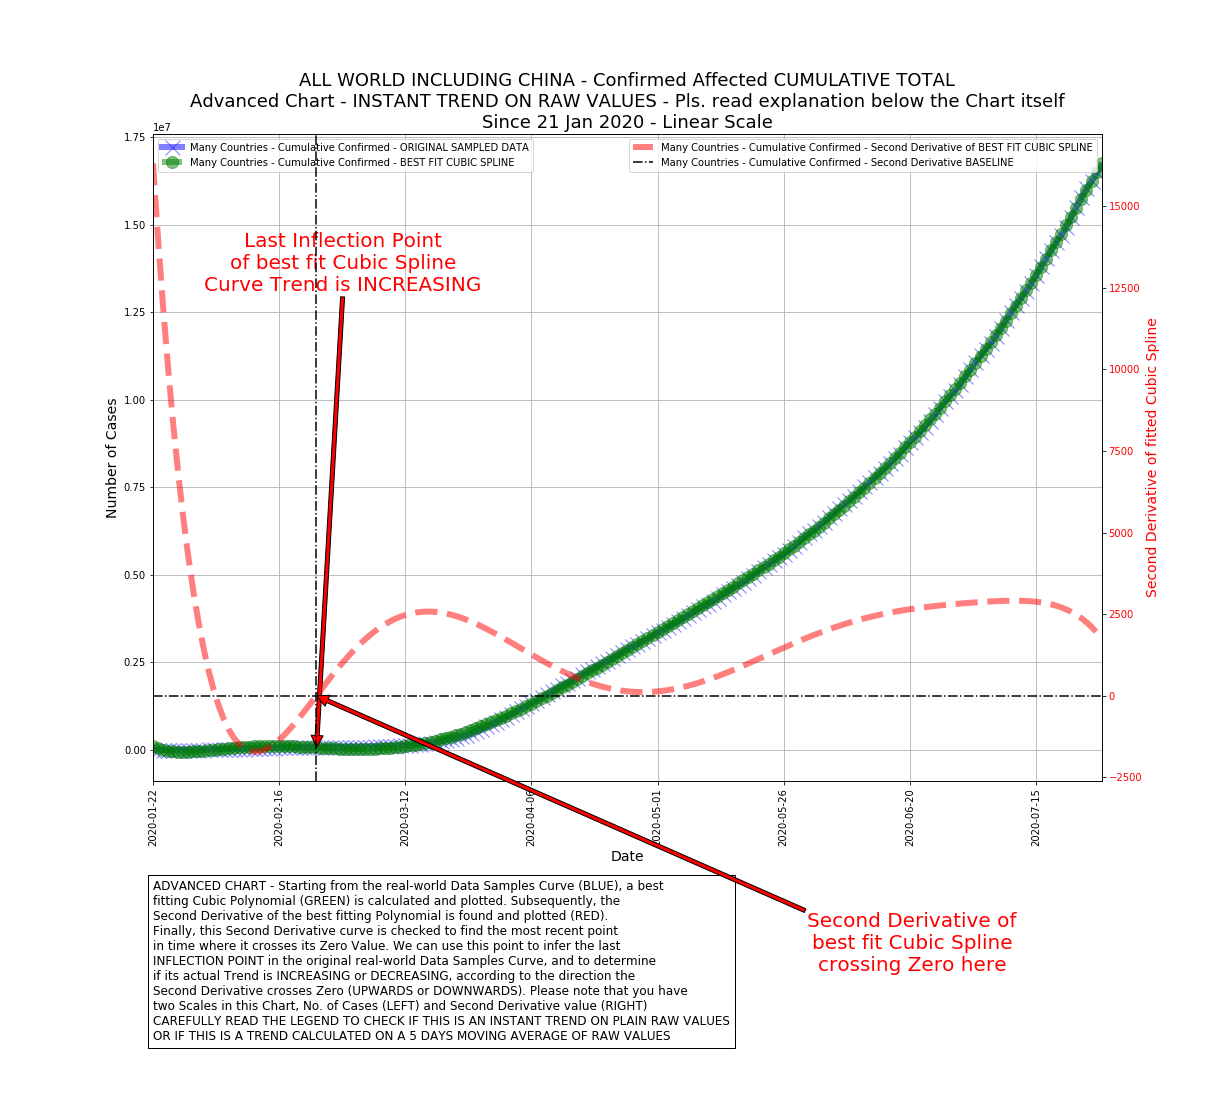 ALL WORLD INCLUDING CHINA - Confirmed Affected CUMULATIVE TOTAL
Advanced Chart - INSTANT TREND ON RAW VALUES - Pls. read explanation below the Chart itself
Since 21 Jan 2020 - Linear Scale
1e7
Many Countries - Cumulative Confirmed - ORIGINAL SAMPLED DATA
Many Countries - Cumulative Confirmed - BEST FIT CUBIC SPLINE
Many Countries - Cumulative Confirmed - Second Derivative of BEST FIT CUBIC SPLINE
Many Countries - Cumulative Confirmed - Second Derivative BASELINE
Last Inflection Point
of best fit Cubic Spline
Curve Trend is INCREASING
1.75
1.50
1.25
1.00
0.75
0.50
0.25
0.00
Number of Cases
15000
12500
10000
7500
5000
2500
0
−2500
Second Derivative of fitted Cubic Spline
2020-01-22
2020-02-16
2020-03-12
2020-04-06
2020-05-01
2020-05-26
2020-06-20
2020-07-15
Date
ADVANCED CHART - Starting from the real-world Data Samples Curve (BLUE), a best
fitting Cubic Polynomial (GREEN) is calculated and plotted. Subsequently, the
Second Derivative of the best fitting Polynomial is found and plotted (RED).
Finally, this Second Derivative curve is checked to find the most recent point
in time where it crosses its Zero Value. We can use this point to infer the last
INFLECTION POINT in the original real-world Data Samples Curve, and to determine
if its actual Trend is INCREASING or DECREASING, according to the direction the
Second Derivative crosses Zero (UPWARDS or DOWNWARDS). Please note that you have
two Scales in this Chart, No. of Cases (LEFT) and Second Derivative value (RIGHT)
CAREFULLY READ THE LEGEND TO CHECK IF THIS IS AN INSTANT TREND ON PLAIN RAW VALUES
OR IF THIS IS A TREND CALCULATED ON A 5 DAYS MOVING AVERAGE OF RAW VALUES
Second Derivative of
best fit Cubic Spline
crossing Zero here